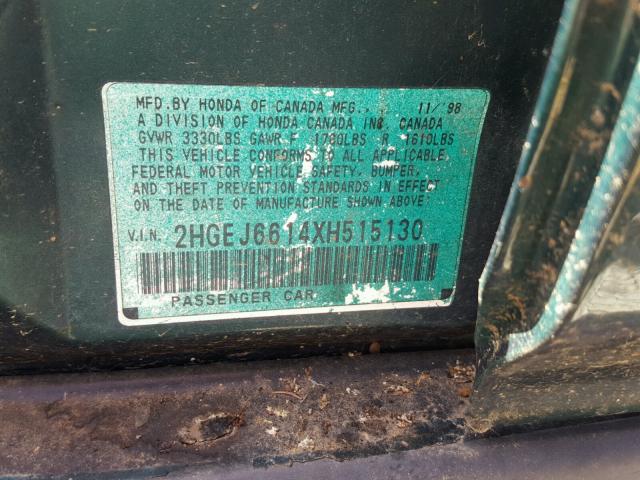 MFD.BY HONDA OF CANADA MFG., 11/'98
A DIVISION OF HONDA CANADA INC. CANADA
GVWR 3330LBS GAWR F 1780LBS R 1610LBS
THIS VEHICLE CONFORMS TO ALL APPLICABLE
FEDERAL MOTOR VEHICLE SAFETY, BUMPER,
AND THEFT PREVENTION STANDARDS IN EFFECT
ON THE DATE OF MANUFACTURE SHOWN ABOVE.
V.I.N. 2HGEJ6614XH515130
PASSENGER CAR